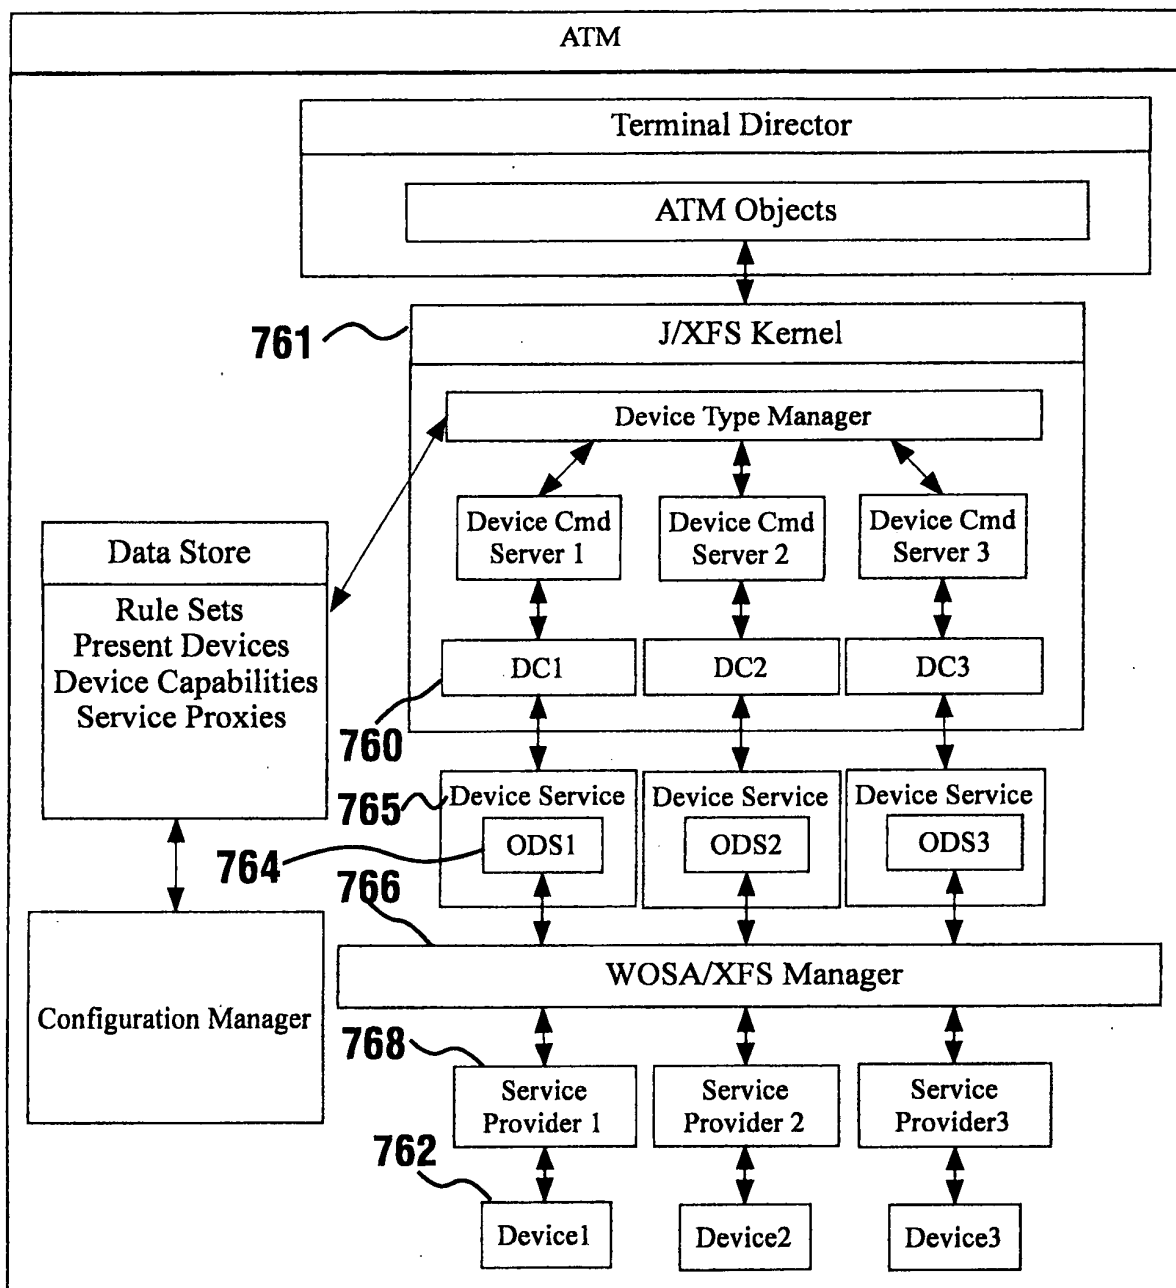 ATM
Terminal Director
ATM Objects
761
J/XFS Kernel
Device Type Manager
Device Cmd
Server 1
Device Cmd
Server 2
Device Cmd
Server 3
Data Store
Rule Sets
Present Devices
Device Capabilities
Service Proxies
DC1
DC2
DC3
760
765
Device Service
ODS1
Device Service
ODS2
Device Service
ODS3
764
766
WOSA/XFS Manager
Configuration Manager
768
Service
Provider 1
Service
Provider 2
Service
Provider3
762
Device1
Device2
Device3